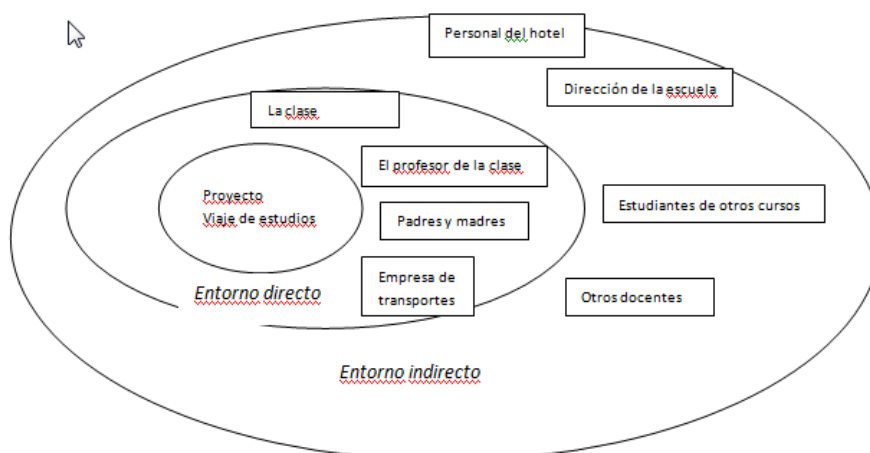 Personal del hotel
Dirección de la escuela
La clase
El profesor de la clase
Proyecto
Viaje de estudios
Estudiantes de otros cursos
Padres y madres
Empresa de
transportes
Entorno directo
Otros docentes
Entorno indirecto